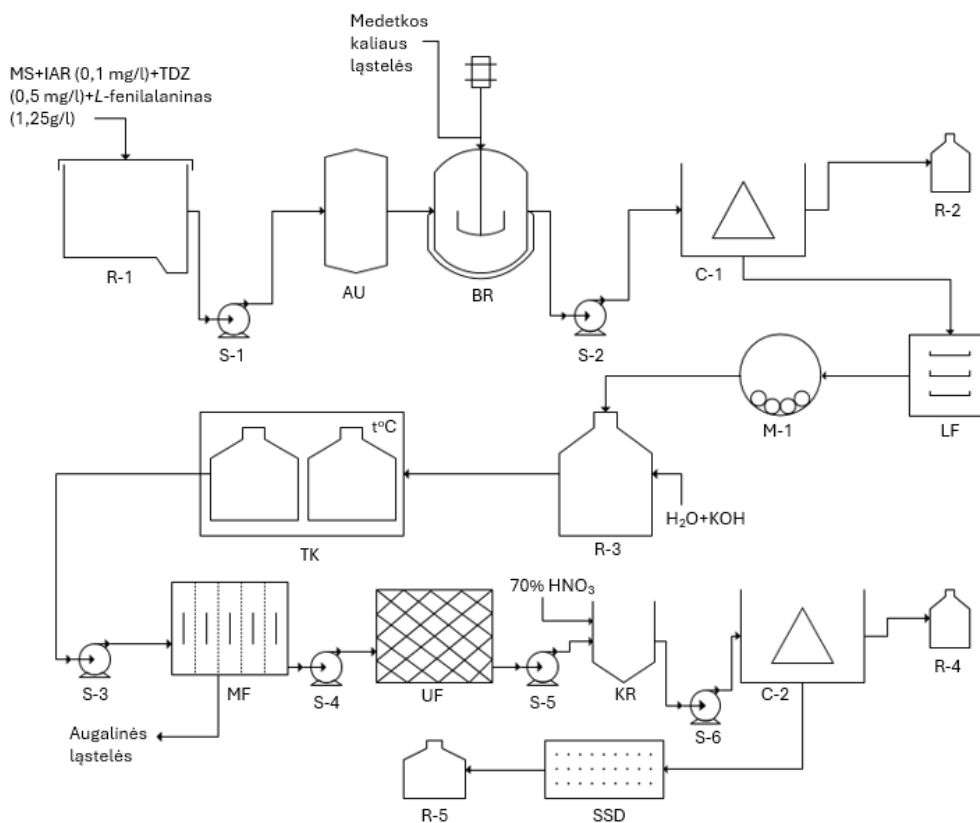 Medetkos
kaliaus
ląstelės
MS+IAR (0,1 mg/l)+TDZ
(0,5 mg/l)+L-fenilalaninas
(1,25g/l)
R-1
S-1
AU
BR
S-2
C-1
R-2
LF
M-1
R-3
H₂O+KOH
t°C
TK
S-3
MF
Augalinės
ląstelės
S-4
UF
S-5
70% HNO₃
KR
S-6
C-2
R-4
SSD
R-5